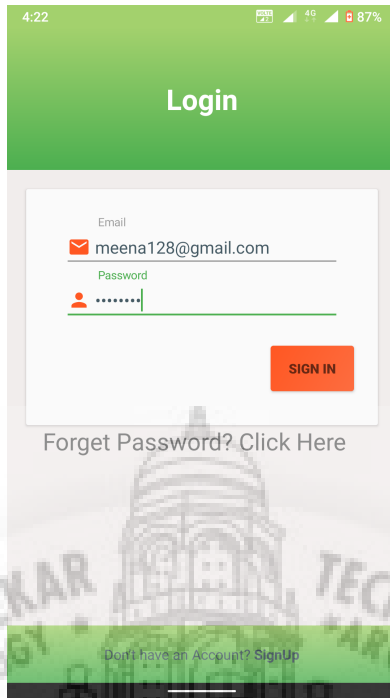 4:22
VoLTE 4G 87%
Login
Email
meena128@gmail.com
Password
••••••••
SIGN IN
Forget Password? Click Here
KAR TEC
Don't have an Account? SignUp